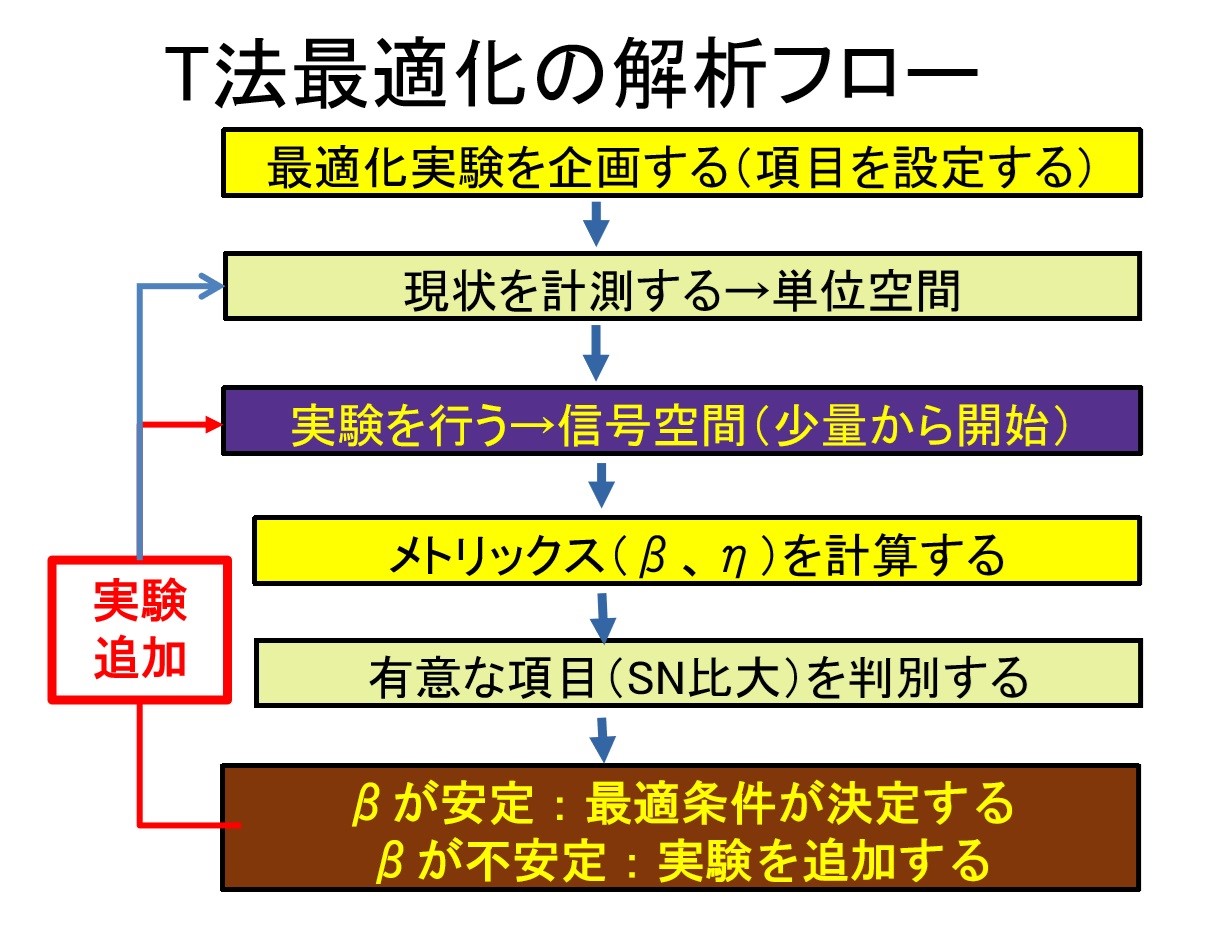 T法最適化の解析フロー
最適化実験を企画する(項目を設定する)
現状を計測する→単位空間
実験を行う→信号空間(少量から開始)
メトリックス(β、η)を計算する
実験
追加
有意な項目(SN比大)を判別する
βが安定:最適条件が決定する
βが不安定:実験を追加する